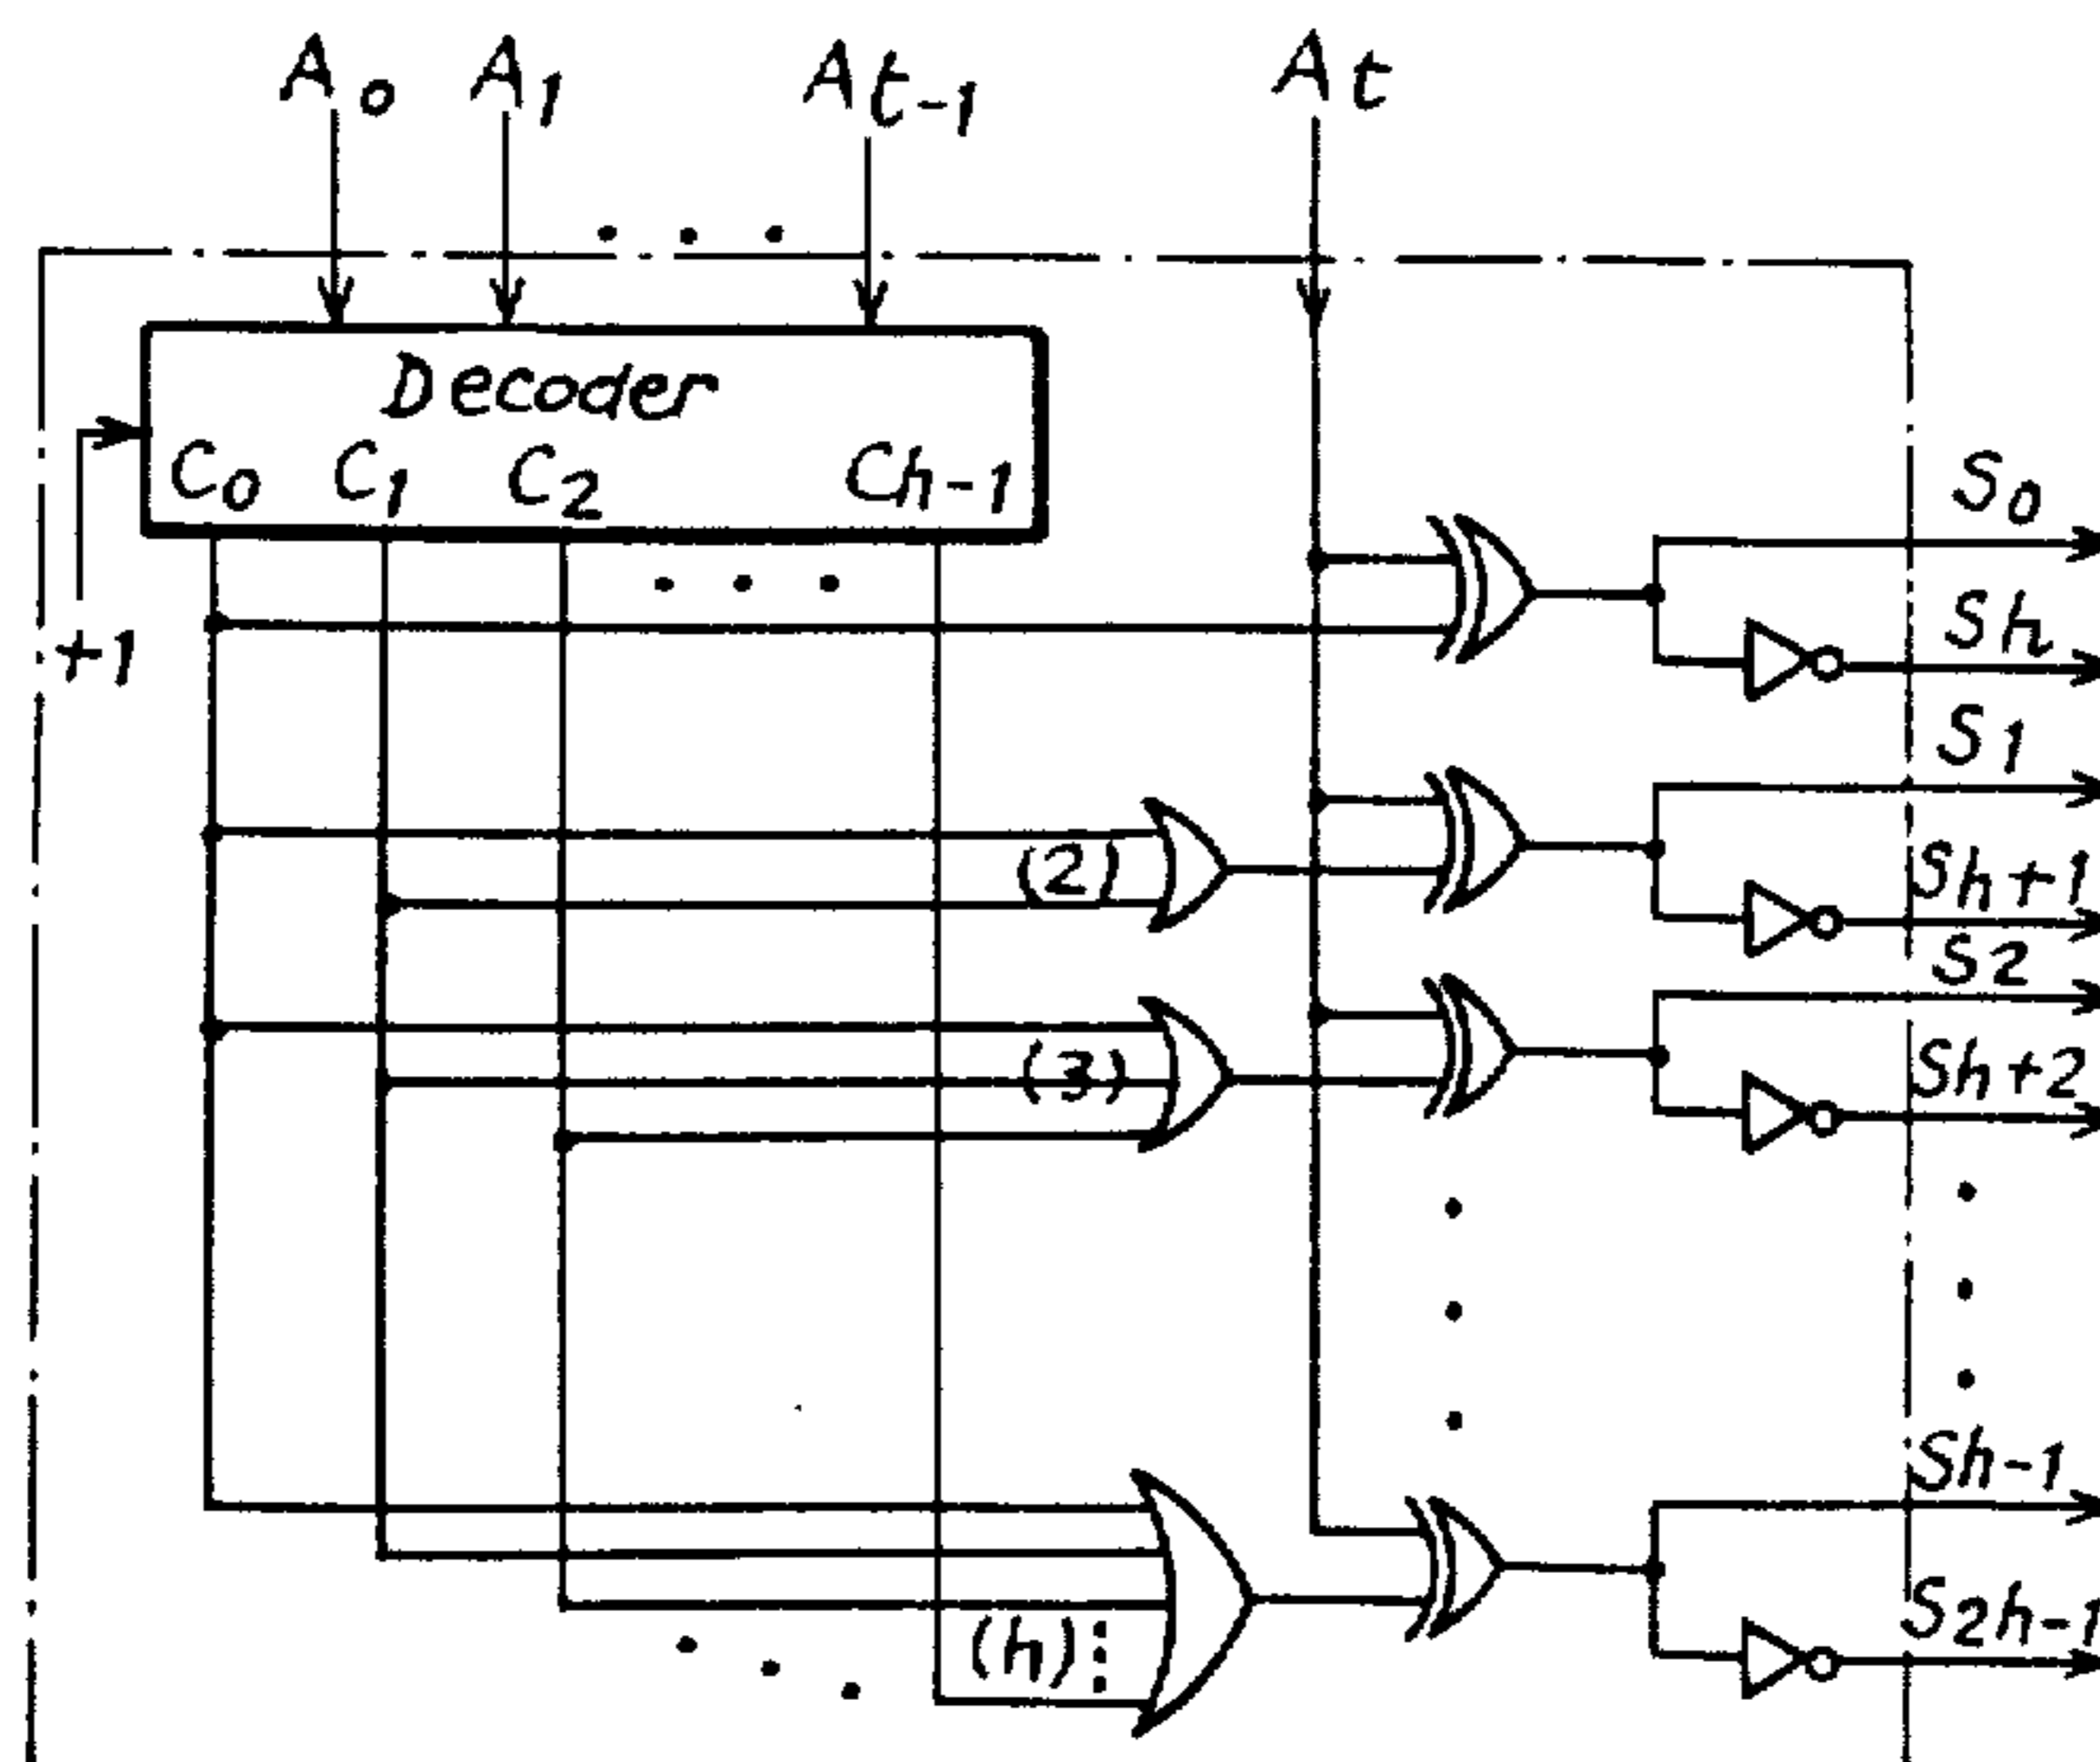 A0 A1 At-1 At
Decoder
C0 C1 C2 Ch-1
+1
S0
Sh
S1
(2)
Sh+1
S2
(3)
Sh+2
Sh-1
(h)
S2h-1